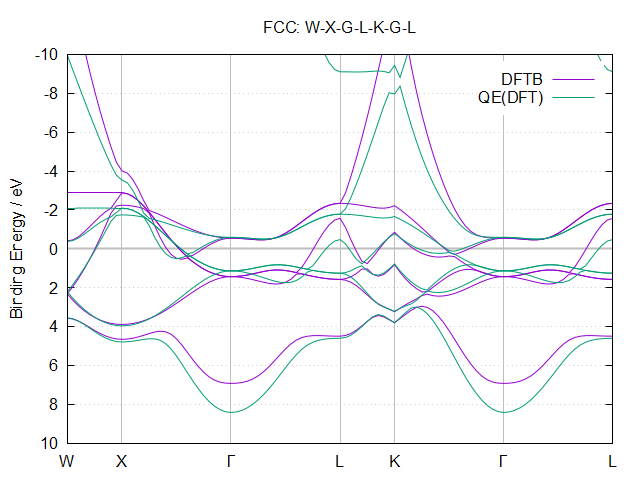 FCC: W-X-G-L-K-G-L
DFTB
QE(DFT)
Binding Energy / eV
-10
-8
-6
-4
-2
0
2
4
6
8
10
W X Γ L K Γ L